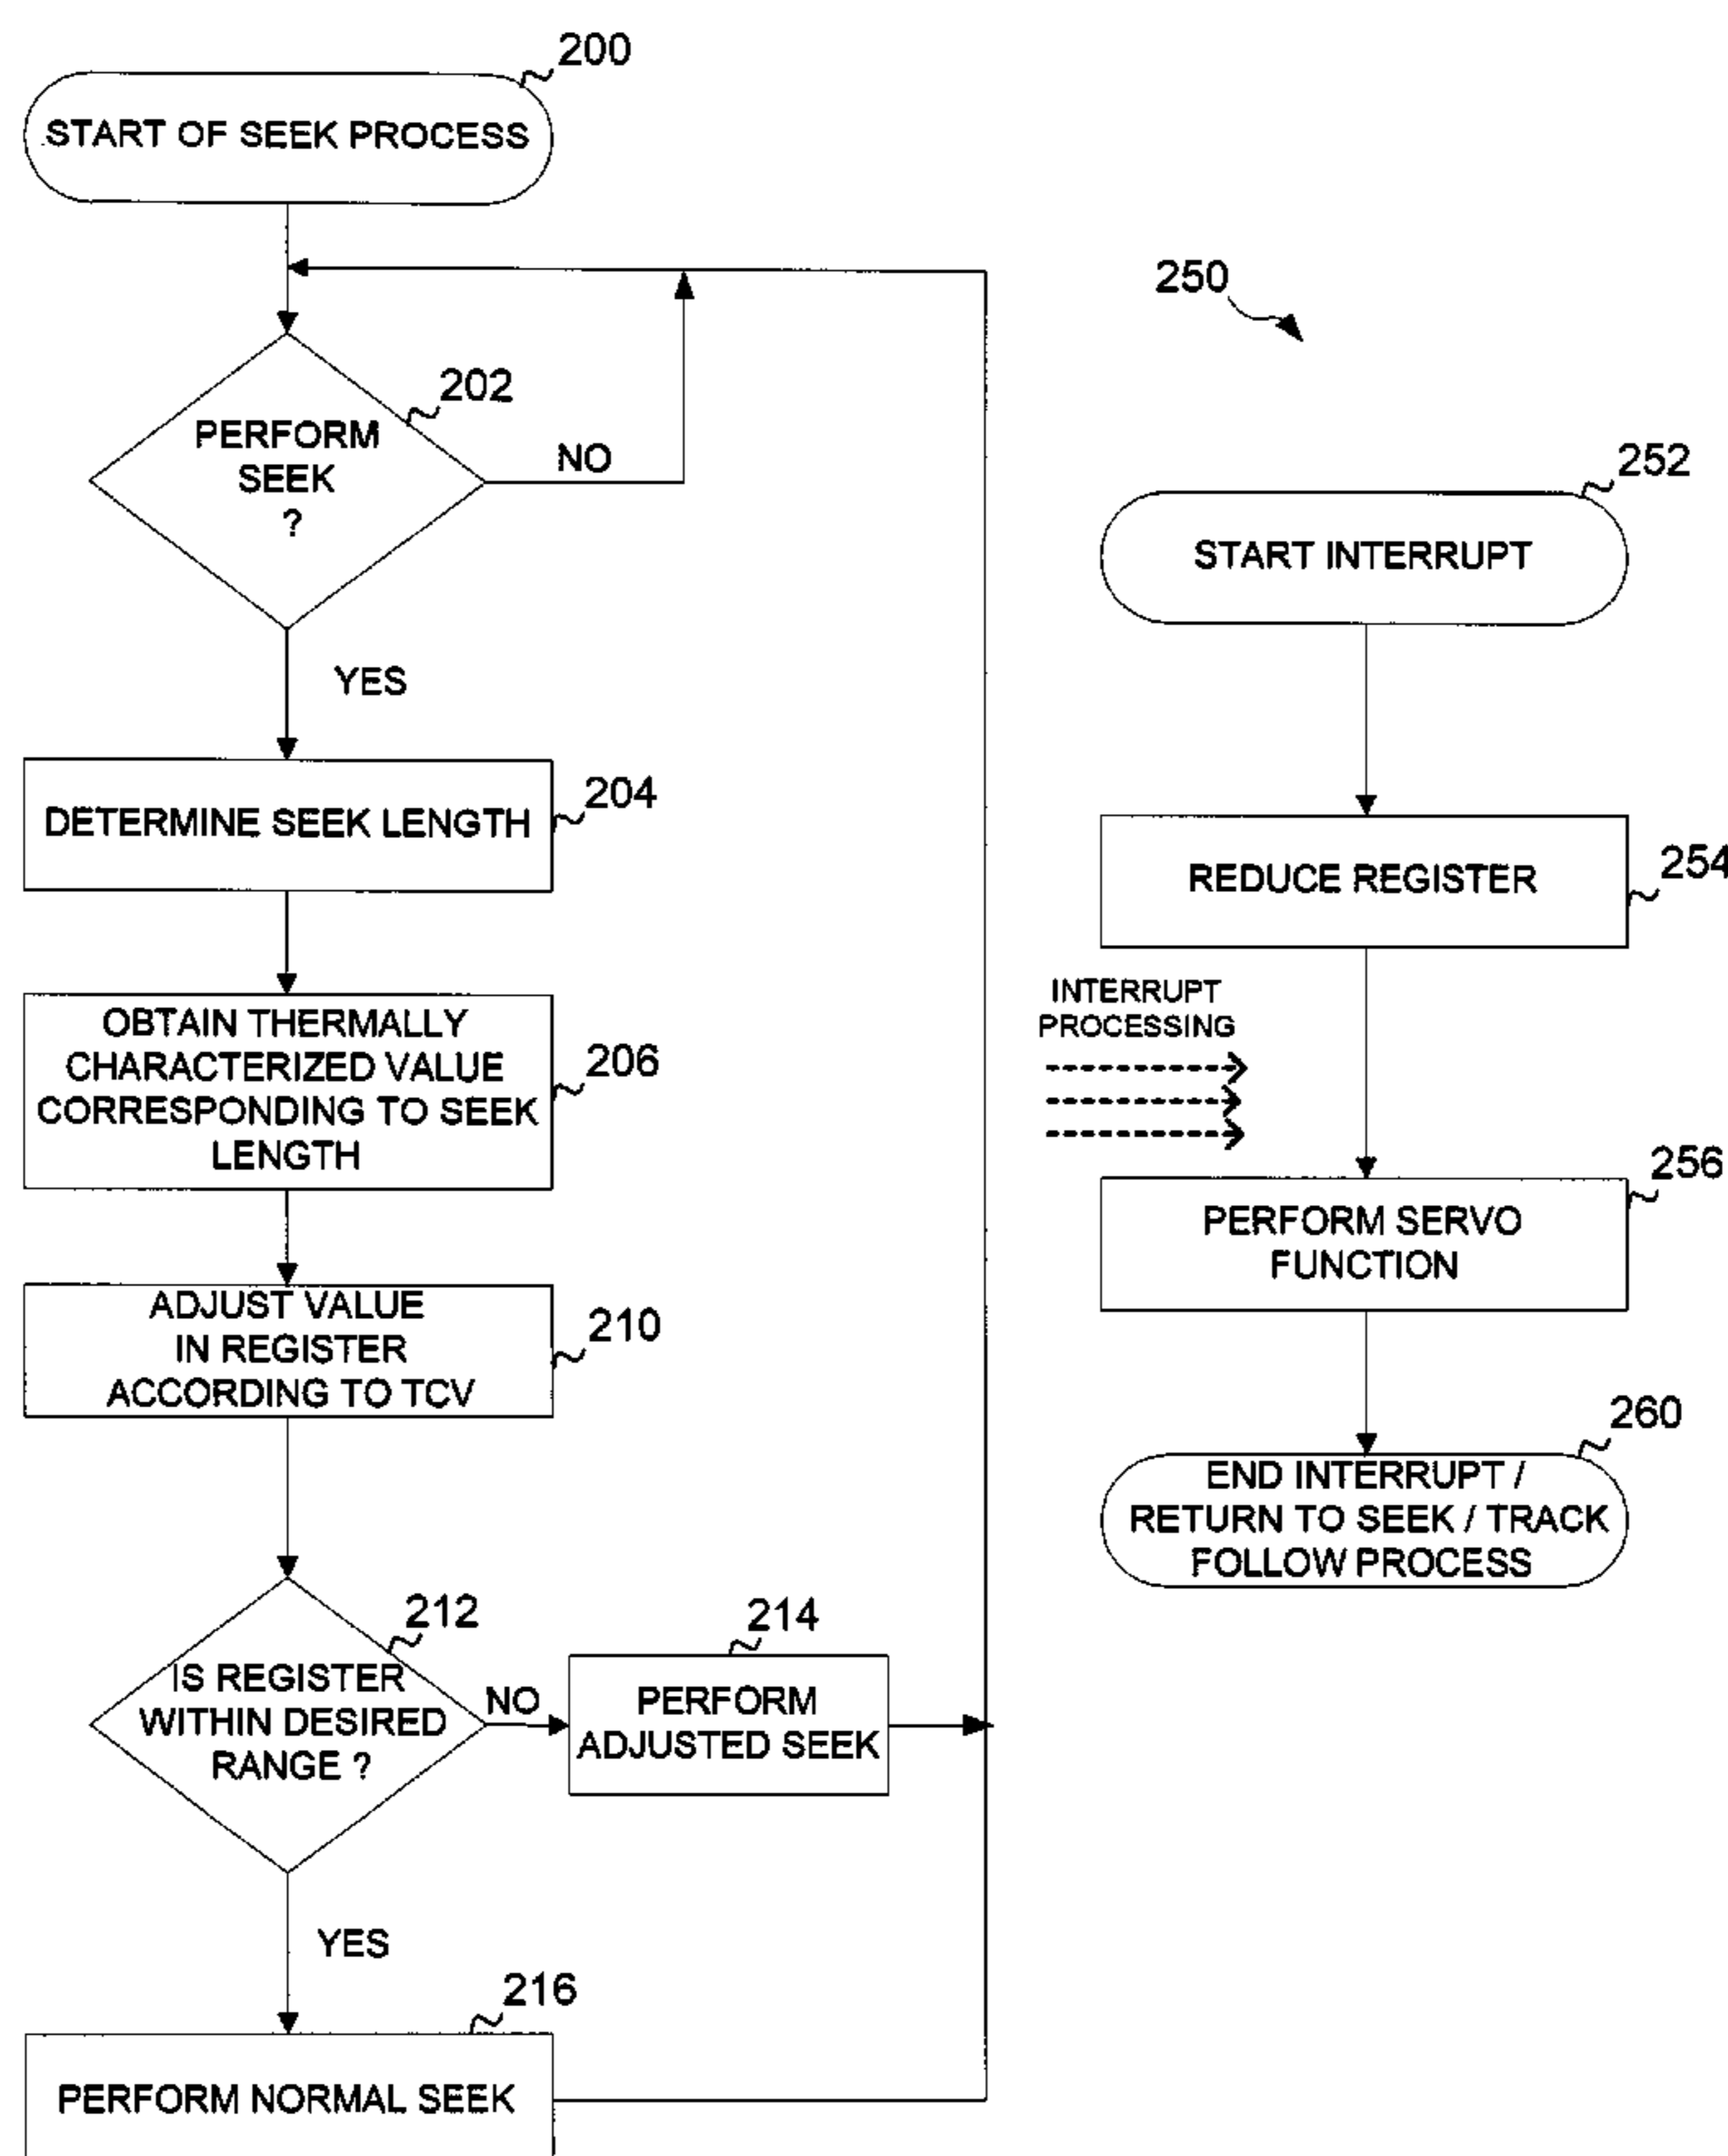 200
START OF SEEK PROCESS
202
PERFORM
SEEK
?
NO
YES
204
DETERMINE SEEK LENGTH
206
OBTAIN THERMALLY
CHARACTERIZED VALUE
CORRESPONDING TO SEEK
LENGTH
210
ADJUST VALUE
IN REGISTER
ACCORDING TO TCV
212
IS REGISTER
WITHIN DESIRED
RANGE ?
NO
214
PERFORM
ADJUSTED SEEK
YES
216
PERFORM NORMAL SEEK
250
252
START INTERRUPT
254
REDUCE REGISTER
INTERRUPT
PROCESSING
256
PERFORM SERVO
FUNCTION
260
END INTERRUPT /
RETURN TO SEEK / TRACK
FOLLOW PROCESS